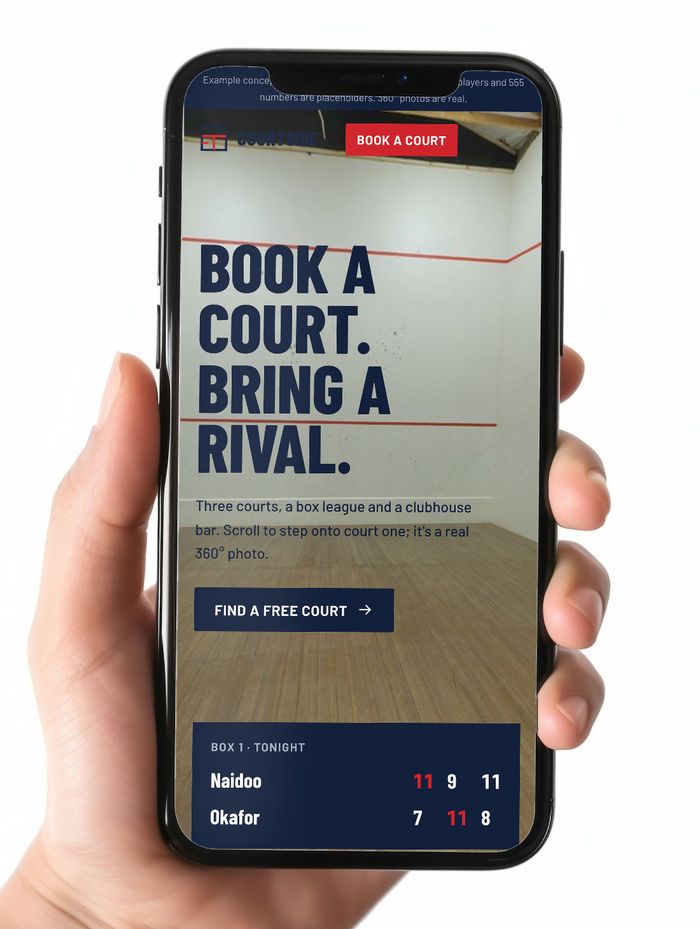 Example conce players and 555
numbers are placeholders. 360° photos are real.
COURTSIDE
BOOK A COURT
BOOK A
COURT.
BRING A
RIVAL.
Three courts, a box league and a clubhouse
bar. Scroll to step onto court one; it's a real
360° photo.
FIND A FREE COURT →
BOX 1 · TONIGHT
Naidoo 11 9 11
Okafor 7 11 8